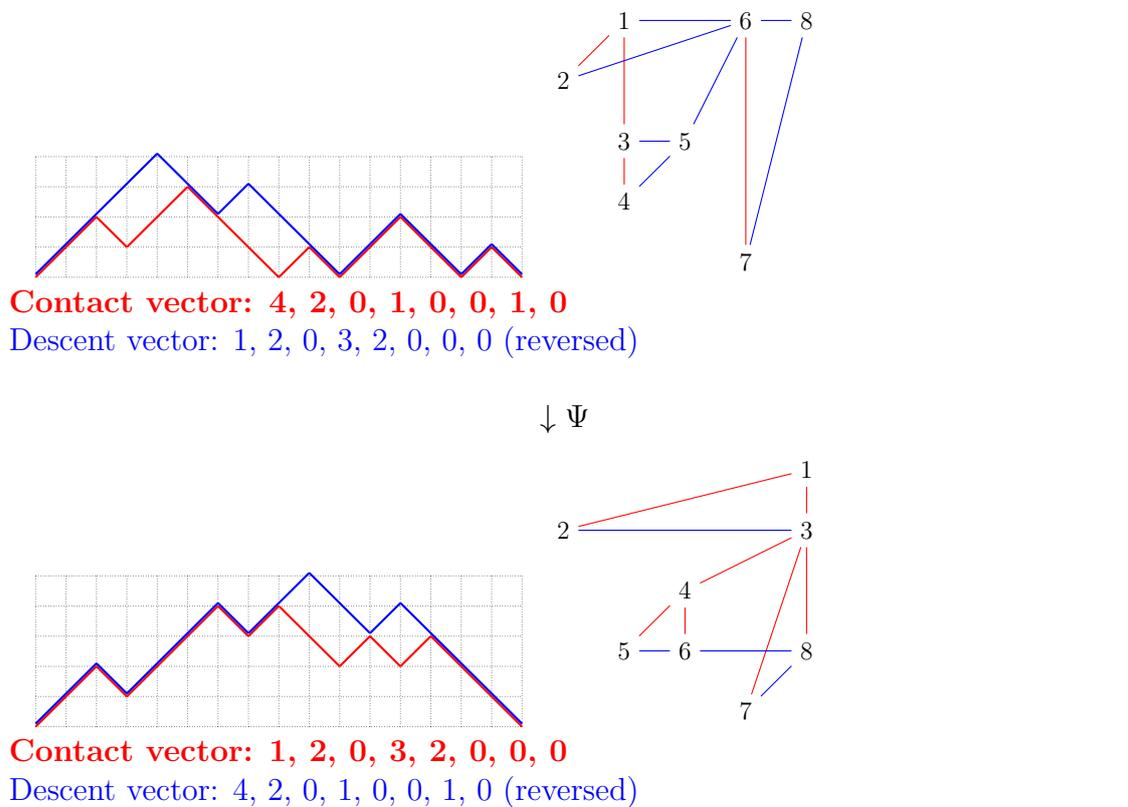 1 6 8
2
3 5
4
7
Contact vector: 4, 2, 0, 1, 0, 0, 1, 0
Descent vector: 1, 2, 0, 3, 2, 0, 0, 0 (reversed)
↓ Ψ
1
2 3
4
5 6 8
7
Contact vector: 1, 2, 0, 3, 2, 0, 0, 0
Descent vector: 4, 2, 0, 1, 0, 0, 1, 0 (reversed)